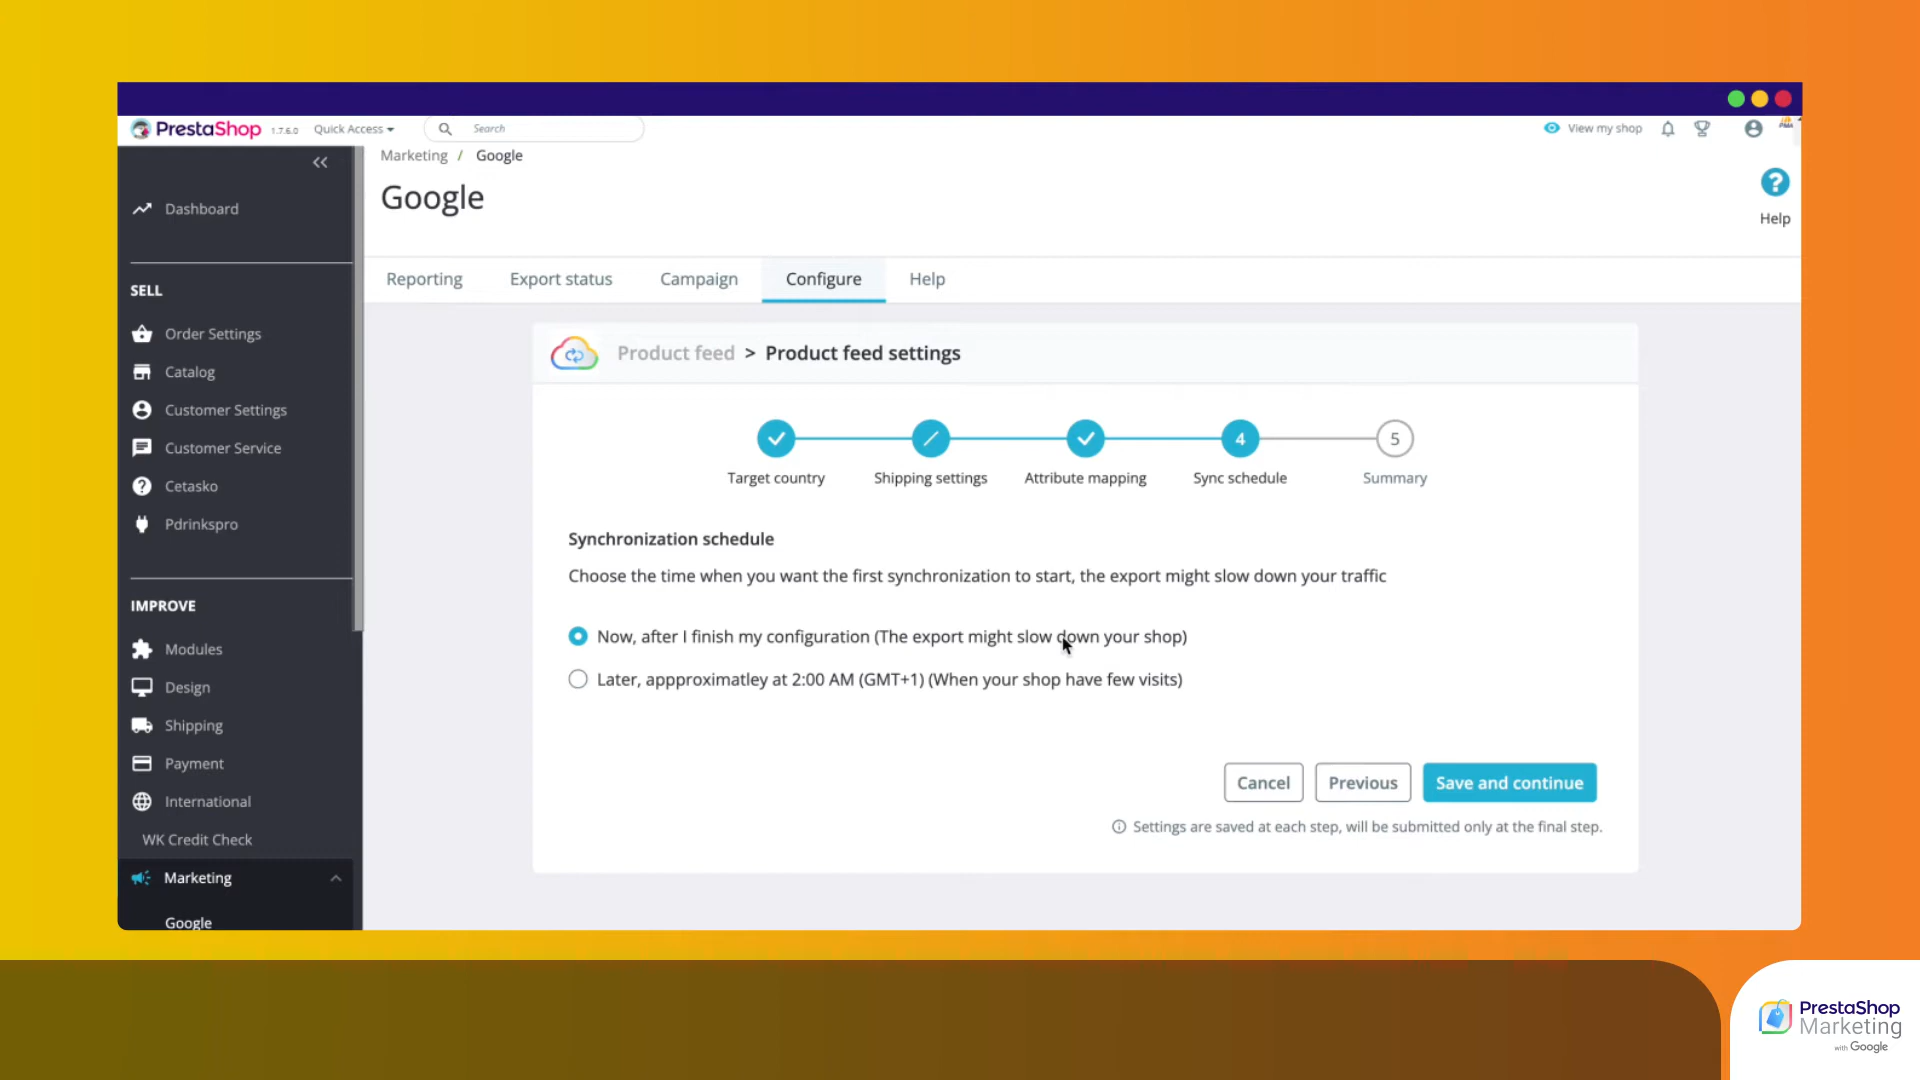 PrestaShop 1.7.6.0 Quick Access Search View my shop
Marketing / Google
Google
Help
Dashboard
SELL
Order Settings
Catalog
Customer Settings
Customer Service
Cetasko
Pdrinkspro
IMPROVE
Modules
Design
Shipping
Payment
International
WK Credit Check
Marketing
Google
Reporting Export status Campaign Configure Help
Product feed > Product feed settings
4 5
Target country Shipping settings Attribute mapping Sync schedule Summary
Synchronization schedule
Choose the time when you want the first synchronization to start, the export might slow down your traffic
Now, after I finish my configuration (The export might slow down your shop)
Later, appproximatley at 2:00 AM (GMT+1) (When your shop have few visits)
Cancel Previous Save and continue
Settings are saved at each step, will be submitted only at the final step.
PrestaShop
Marketing
with Google